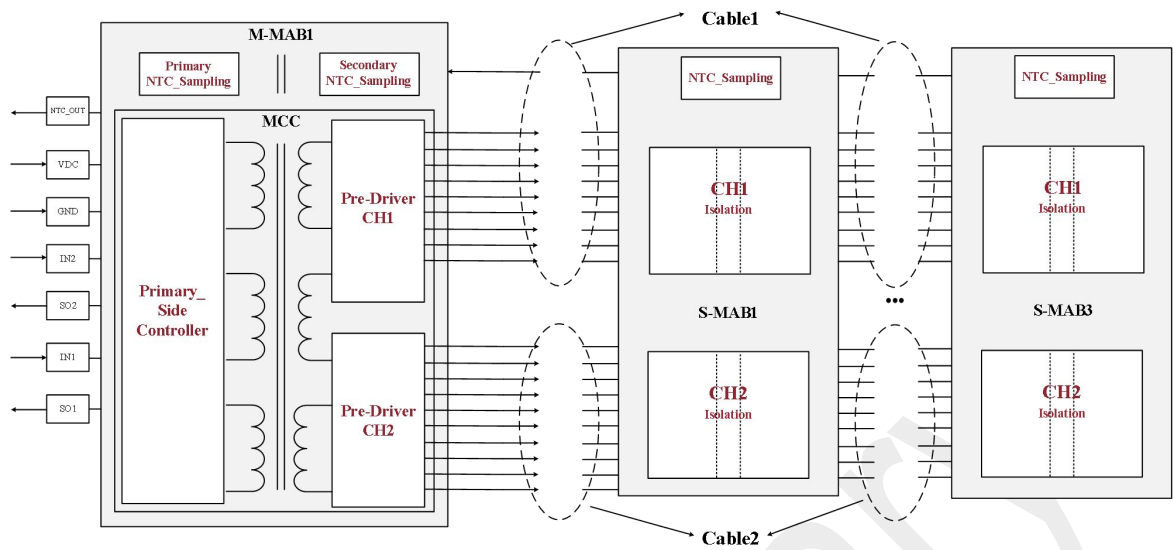 Cable1
M-MAB1
Primary
NTC_Sampling
Secondary
NTC_Sampling
NTC_OUT
VDC
GND
IN2
SO2
IN1
SO1
MCC
Primary_
Side
Controller
Pre-Driver
CH1
Pre-Driver
CH2
NTC_Sampling
CH1
Isolation
S-MAB1
CH2
Isolation
...
NTC_Sampling
CH1
Isolation
S-MAB3
CH2
Isolation
Cable2